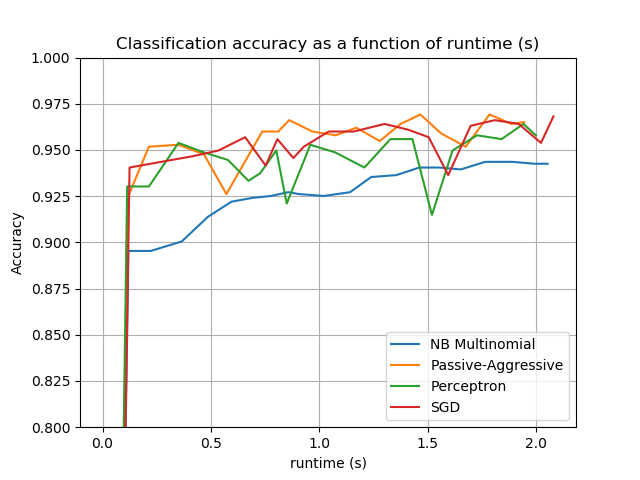 Classification accuracy as a function of runtime (s)
1.000
0.975
0.950
0.925
0.900
0.875
0.850
0.825
0.800
Accuracy
NB Multinomial
Passive-Aggressive
Perceptron
SGD
0.0 0.5 1.0 1.5 2.0
runtime (s)